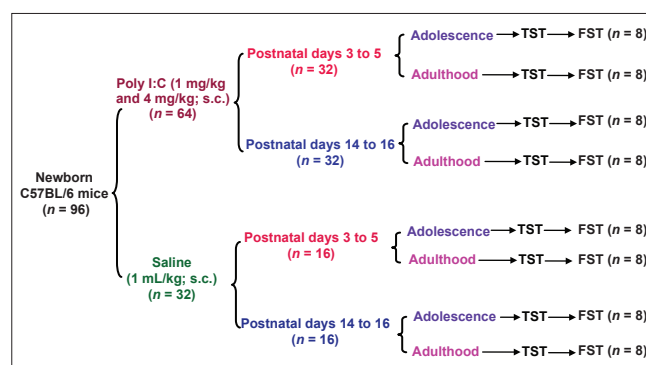 Newborn
C57BL/6 mice
(n = 96)
Poly I:C (1 mg/kg
and 4 mg/kg; s.c.)
(n = 64)
Postnatal days 3 to 5
(n = 32)
Adolescence TST FST (n = 8)
Adulthood TST FST (n = 8)
Postnatal days 14 to 16
(n = 32)
Adolescence TST FST (n = 8)
Adulthood TST FST (n = 8)
Saline
(1 mL/kg; s.c.)
(n = 32)
Postnatal days 3 to 5
(n = 16)
Adolescence TST FST (n = 8)
Adulthood TST FST (n = 8)
Postnatal days 14 to 16
(n = 16)
Adolescence TST FST (n = 8)
Adulthood TST FST (n = 8)